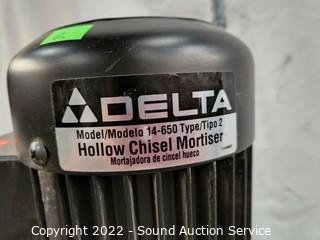 DELTA
Model/Modelo 14-650 Type/Tipo 2
Hollow Chisel Mortiser
Mortajadora de cincel hueco
Copyright 2022 - Sound Auction Service